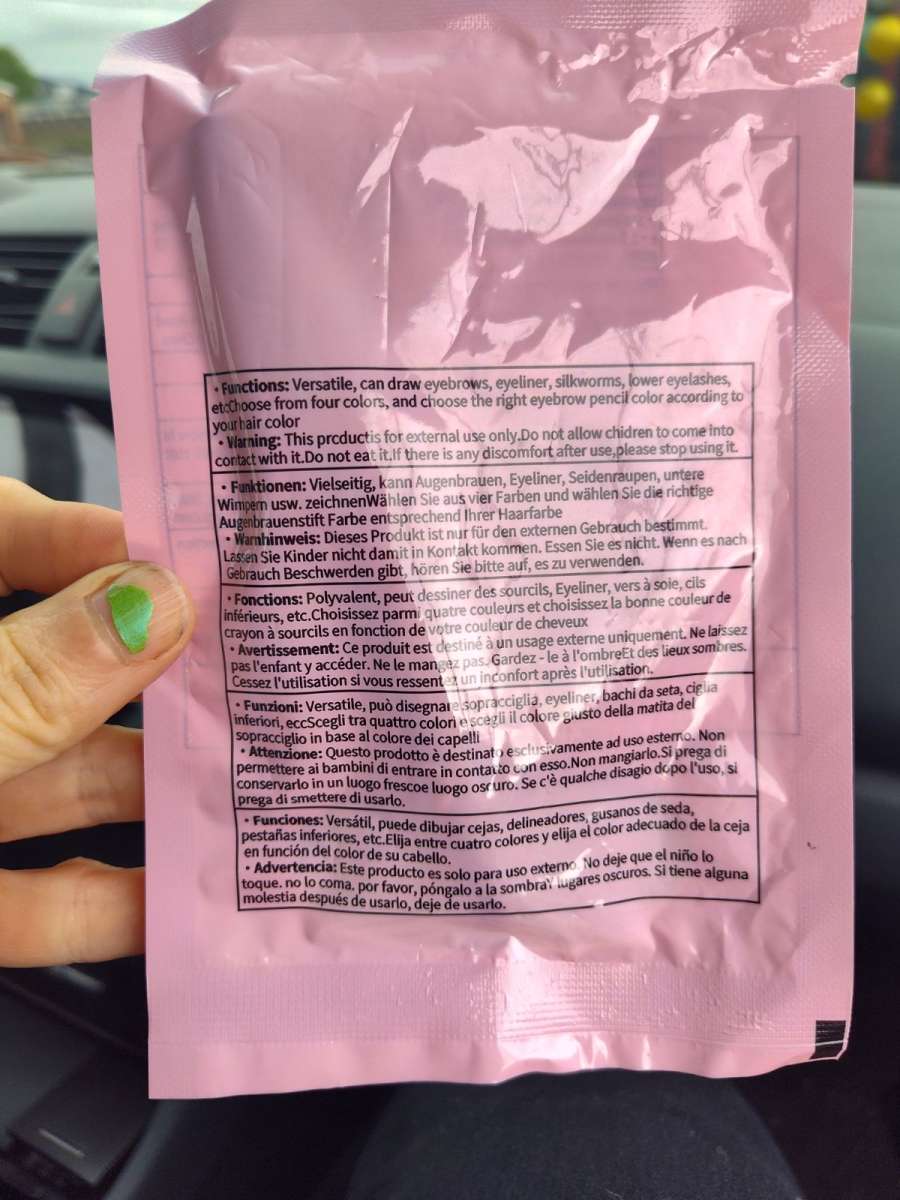 • Functions: Versatile, can draw eyebrows, eyeliner, silkworms, lower eyelashes,
etcChoose from four colors, and choose the right eyebrow pencil color according to
your hair color
• Warning: This prcductis for external use only.Do not allow chidren to come into
contact with it.Do not eat it.If there is any discomfort after use,please stop using it.
• Funktionen: Vielseitig, kann Augenbrauen, Eyeliner, Seidenraupen, untere
Wimpern usw. zeichnenWählen Sie aus vier Farben und wählen Sie die richtige
Augenbrauenstift Farbe entsprechend Ihrer Haarfarbe
• Warnhinweis: Dieses Produkt ist nur für den externen Gebrauch bestimmt.
Lassen Sie Kinder nicht damit in Kontakt kommen. Essen Sie es nicht. Wenn es nach
Gebrauch Beschwerden gibt, hören Sie bitte auf, es zu verwenden.
• Fonctions: Polyvalent, peut dessiner des sourcils, Eyeliner, vers à soie, cils
inférieurs, etc.Choisissez parmi quatre couleurs et choisissez la bonne couleur de
crayon à sourcils en fonction de votre couleur de cheveux
• Avertissement: Ce produit est destiné à un usage externe uniquement. Ne laissez
pas l'enfant y accéder. Ne le mangez pas. Gardez - le à l'ombreEt des lieux sombres.
Cessez l'utilisation si vous ressentez un inconfort après l'utilisation.
• Funzioni: Versatile, può disegnare sopracciglia, eyeliner, bachi da seta, ciglia
inferiori, eccScegli tra quattro colori e scegli il colore giusto della matita del
sopracciglio in base al colore dei capelli
• Attenzione: Questo prodotto è destinato esclusivamente ad uso esterno. Non
permettere ai bambini di entrare in contatto con esso.Non mangiarlo.Si prega di
conservarlo in un luogo frescoe luogo oscuro. Se c'è qualche disagio dopo l'uso, si
prega di smettere di usarlo.
• Funciones: Versátil, puede dibujar cejas, delineadores, gusanos de seda,
pestañas inferiores, etc.Elija entre cuatro colores y elija el color adecuado de la ceja
en función del color de su cabello.
• Advertencia: Este producto es solo para uso externo. No deje que el niño lo
toque. no lo coma. por favor, póngalo a la sombraY lugares oscuros. Si tiene alguna
molestia después de usarlo, deje de usarlo.